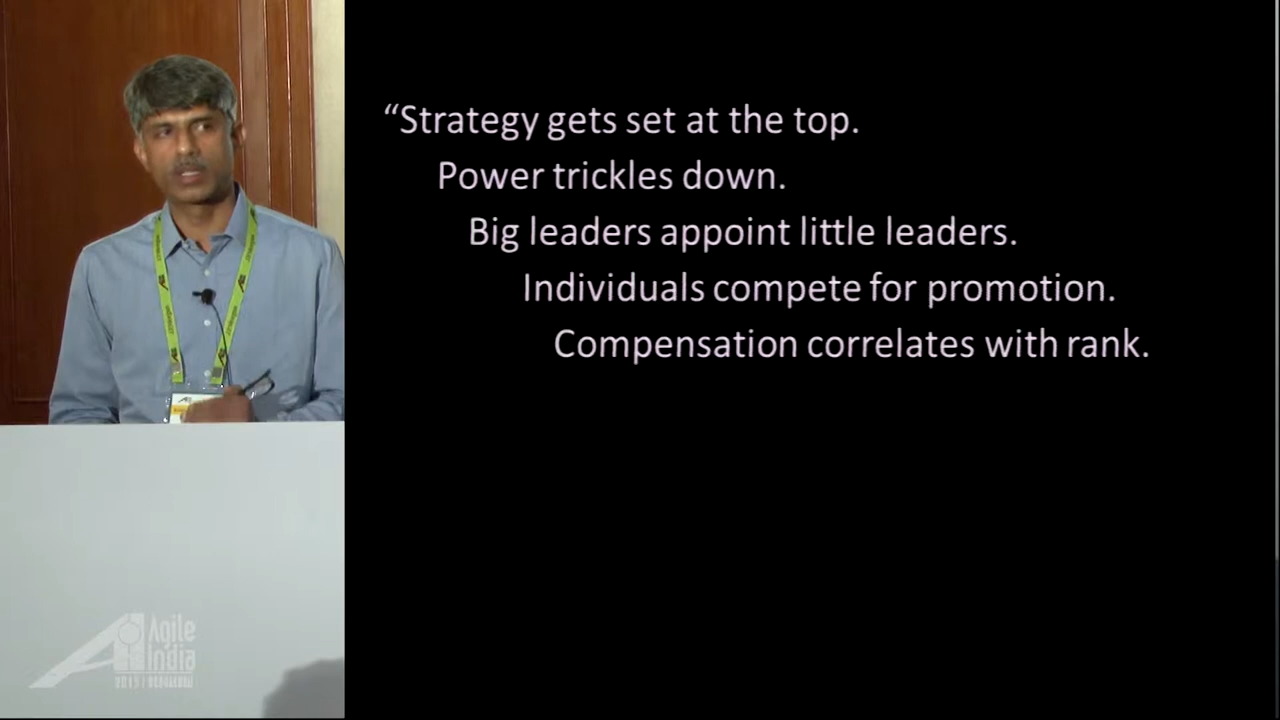 “Strategy gets set at the top.
Power trickles down.
Big leaders appoint little leaders.
Individuals compete for promotion.
Compensation correlates with rank.
Agile
India